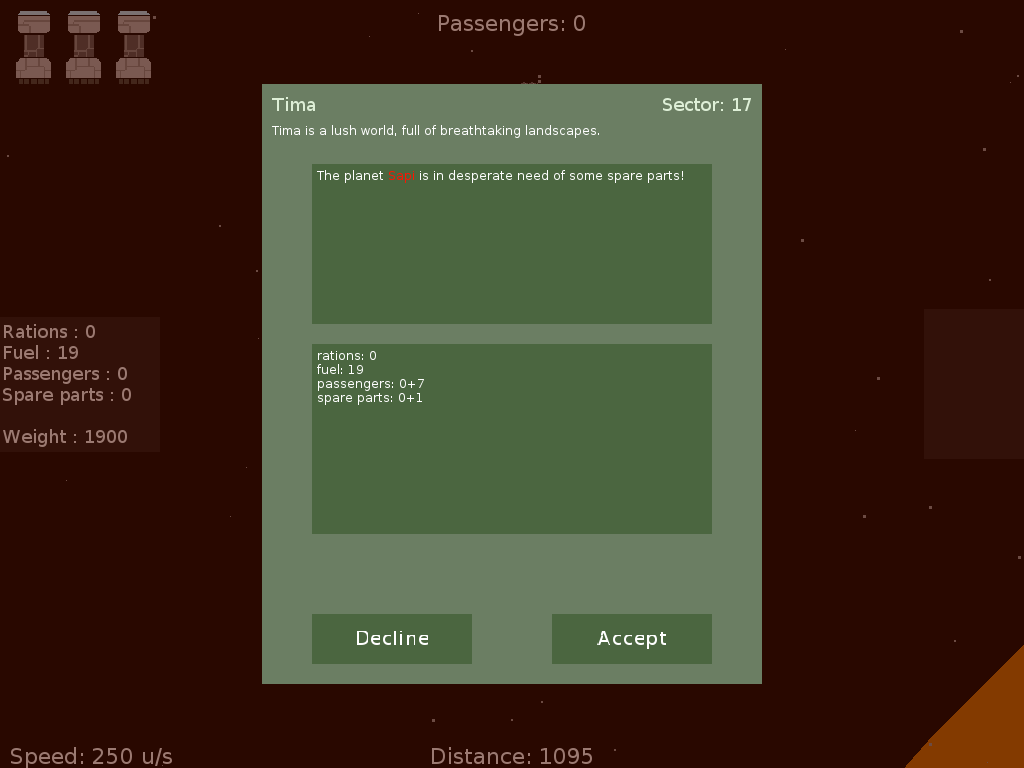 Passengers: 0
Tima
Sector: 17
Tima is a lush world, full of breathtaking landscapes.
The planet is in desperate need of some spare parts!
Rations : 0
Fuel : 19
Passengers : 0
Spare parts : 0
Weight : 1900
rations: 0
fuel: 19
passengers: 0+7
spare parts: 0+1
Decline
Accept
Speed: 250 u/s
Distance: 1095